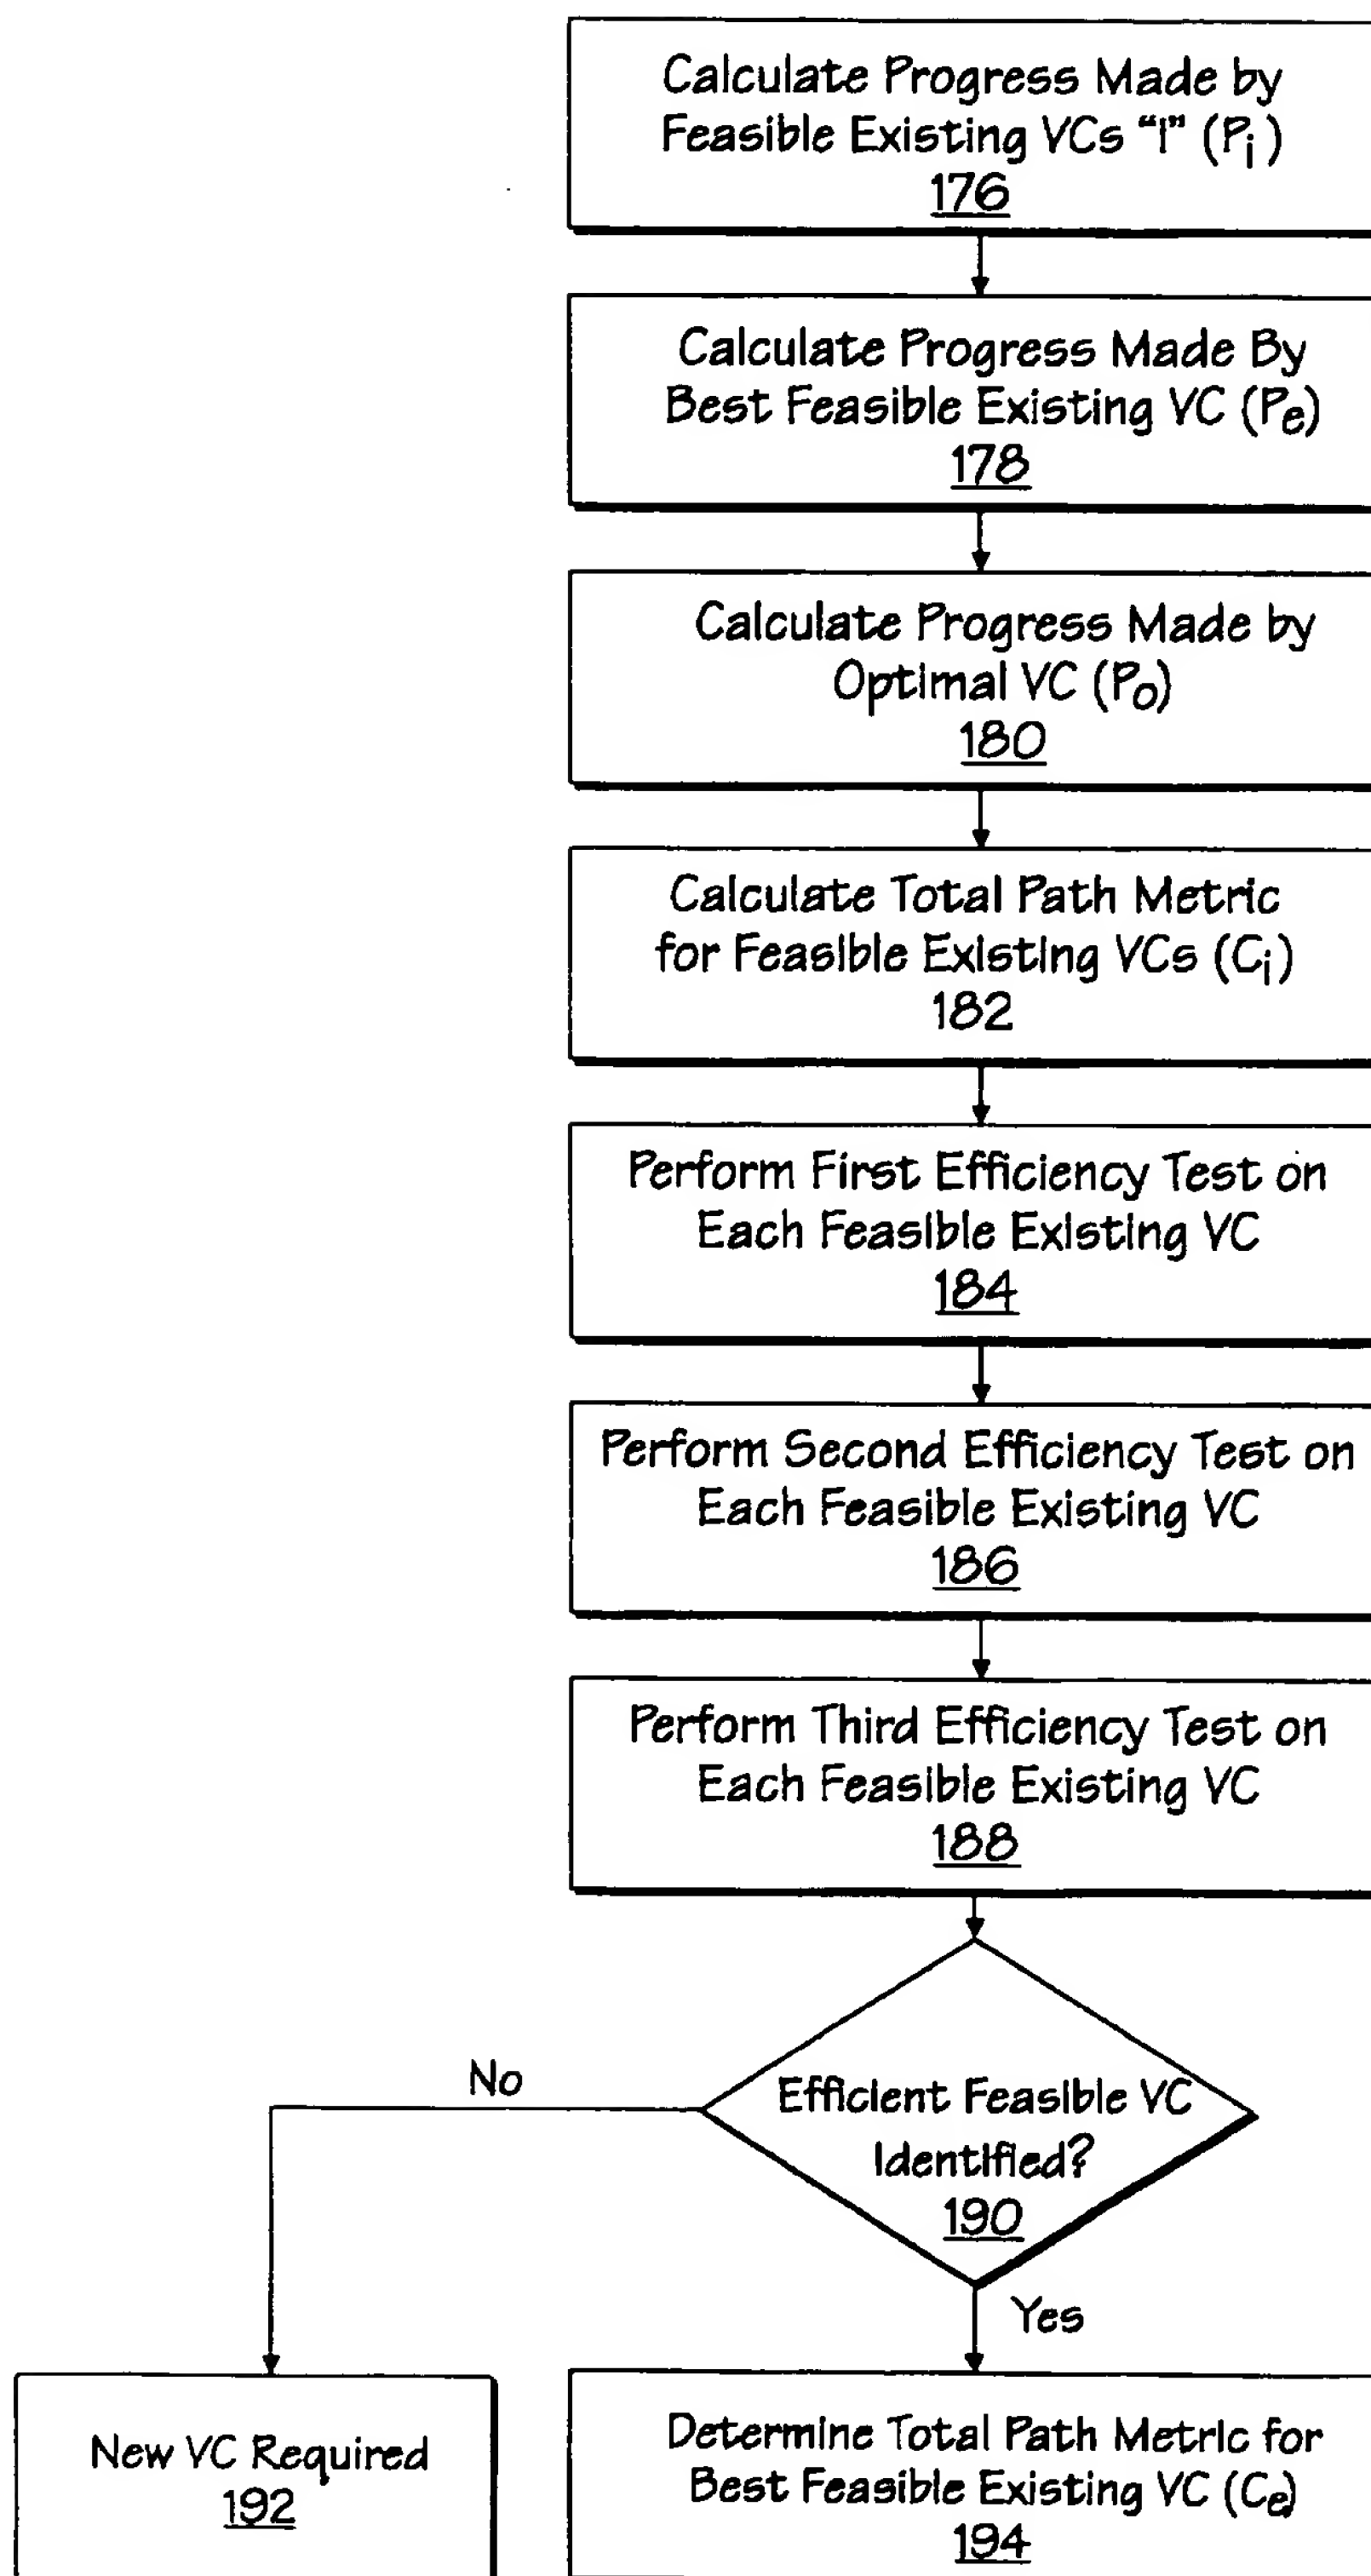 Calculate Progress Made by
Feasible Existing VCs "I" (Pi)
176
Calculate Progress Made By
Best Feasible Existing VC (Pe)
178
Calculate Progress Made by
Optimal VC (Po)
180
Calculate Total Path Metric
for Feasible Existing VCs (Ci)
182
Perform First Efficiency Test on
Each Feasible Existing VC
184
Perform Second Efficiency Test on
Each Feasible Existing VC
186
Perform Third Efficiency Test on
Each Feasible Existing VC
188
No
Efficient Feasible VC
Identified?
190
Yes
New VC Required
192
Determine Total Path Metric for
Best Feasible Existing VC (Ce)
194